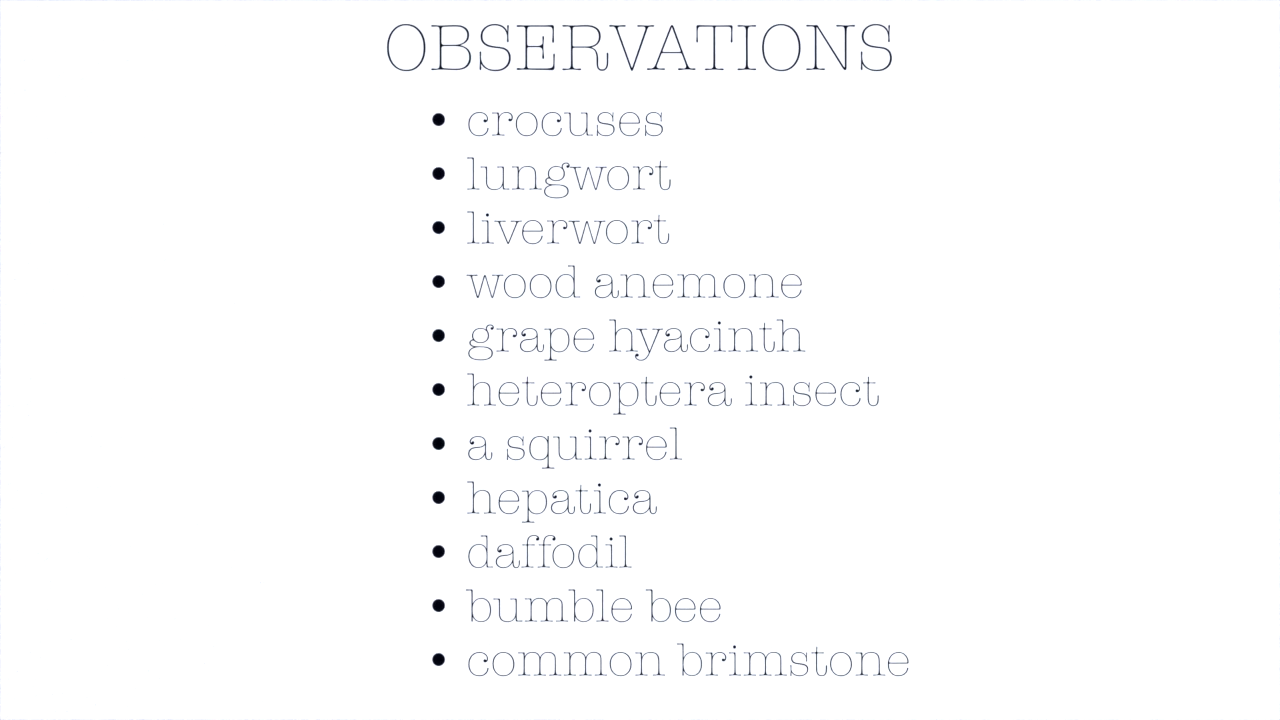 OBSERVATIONS
• crocuses
• lungwort
• liverwort
• wood anemone
• grape hyacinth
• heteroptera insect
• a squirrel
• hepatica
• daffodil
• bumble bee
• common brimstone